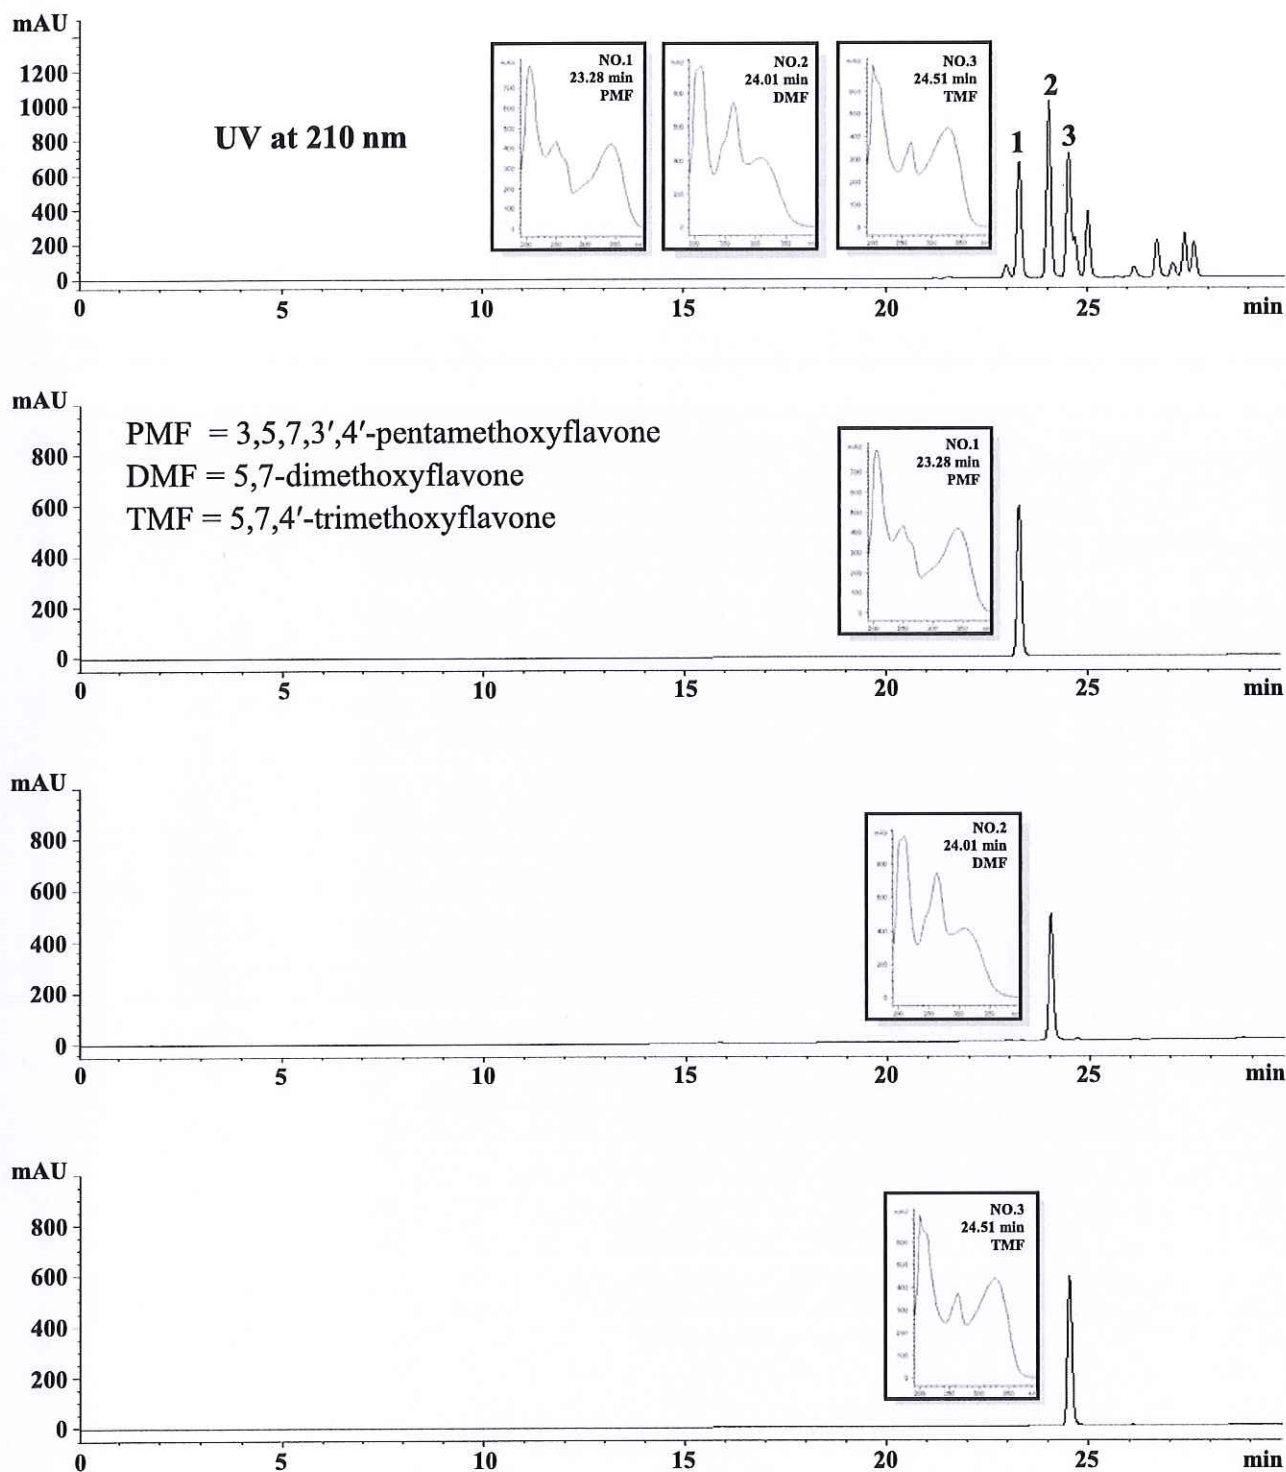 mAU
1200
1000
800
600
400
200
0
UV at 210 nm
NO.1
23.28 min
PMF
NO.2
24.01 min
DMF
NO.3
24.51 min
TMF
1
2
3
0 5 10 15 20 25 min
mAU
800
600
400
200
0
PMF = 3,5,7,3′,4′-pentamethoxyflavone
DMF = 5,7-dimethoxyflavone
TMF = 5,7,4′-trimethoxyflavone
NO.1
23.28 min
PMF
0 5 10 15 20 25 min
mAU
800
600
400
200
0
NO.2
24.01 min
DMF
0 5 10 15 20 25 min
mAU
800
600
400
200
0
NO.3
24.51 min
TMF
0 5 10 15 20 25 min